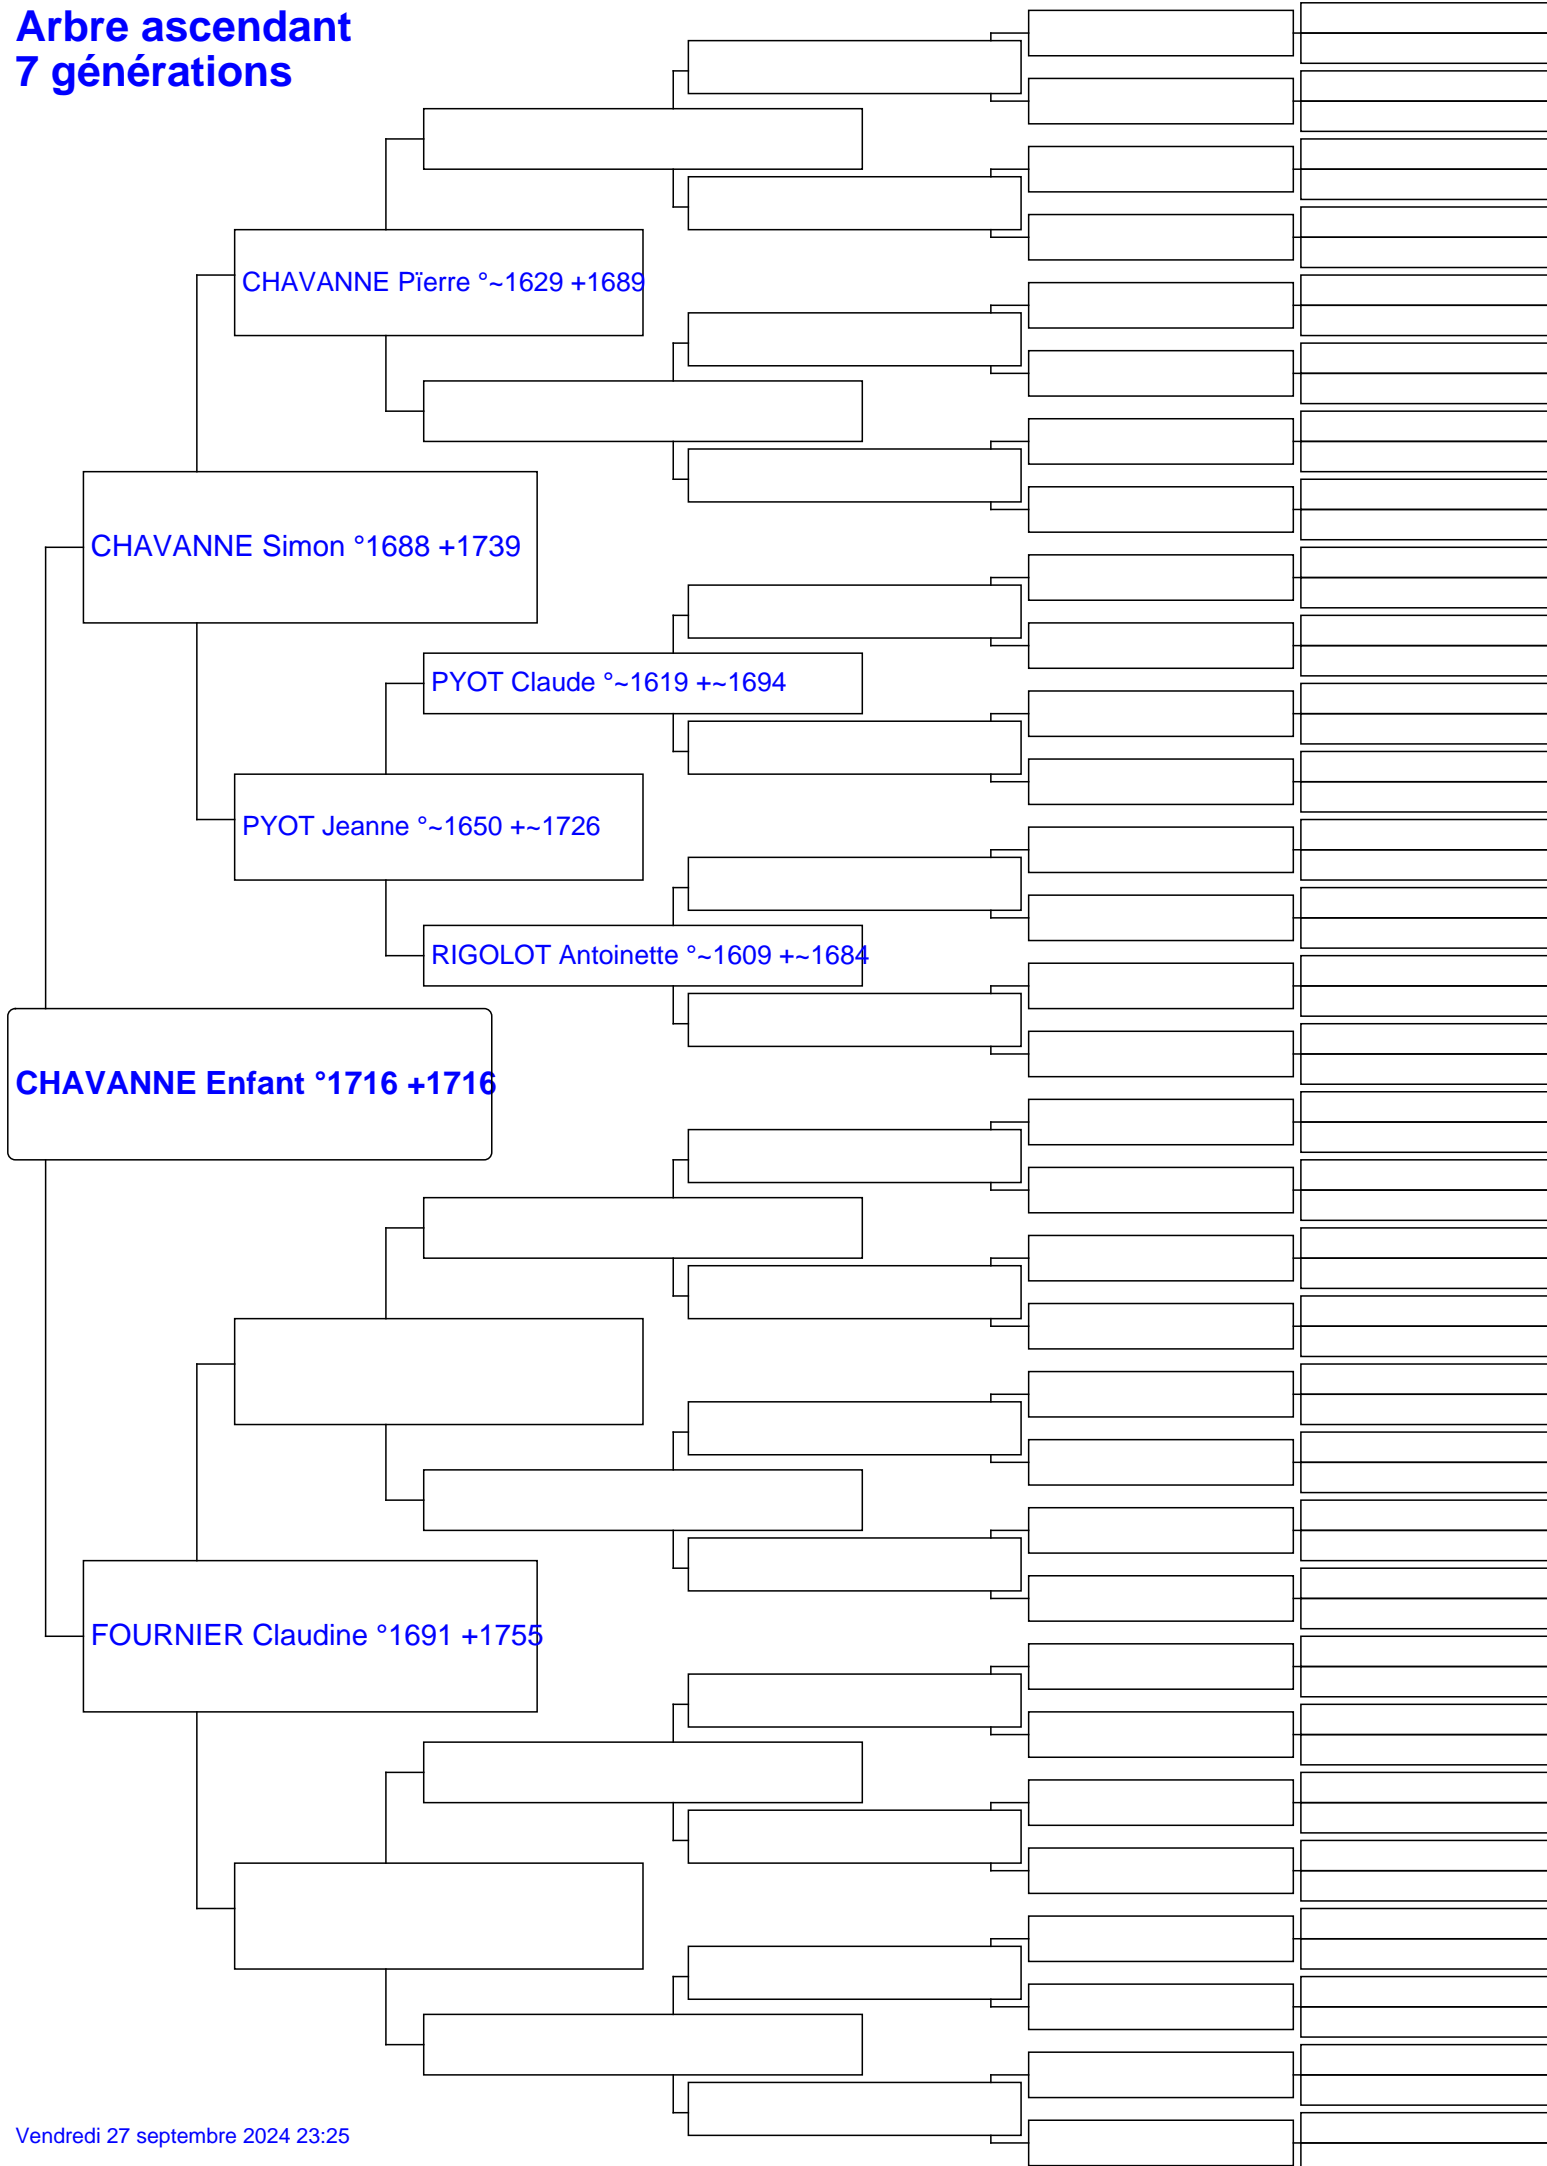 Arbre ascendant
7 générations
CHAVANNE Pïerre °~1629 +1689
CHAVANNE Simon °1688 +1739
PYOT Claude °~1619 +~1694
PYOT Jeanne °~1650 +~1726
RIGOLOT Antoinette °~1609 +~1684
CHAVANNE Enfant °1716 +1716
FOURNIER Claudine °1691 +1755
Vendredi 27 septembre 2024 23:25